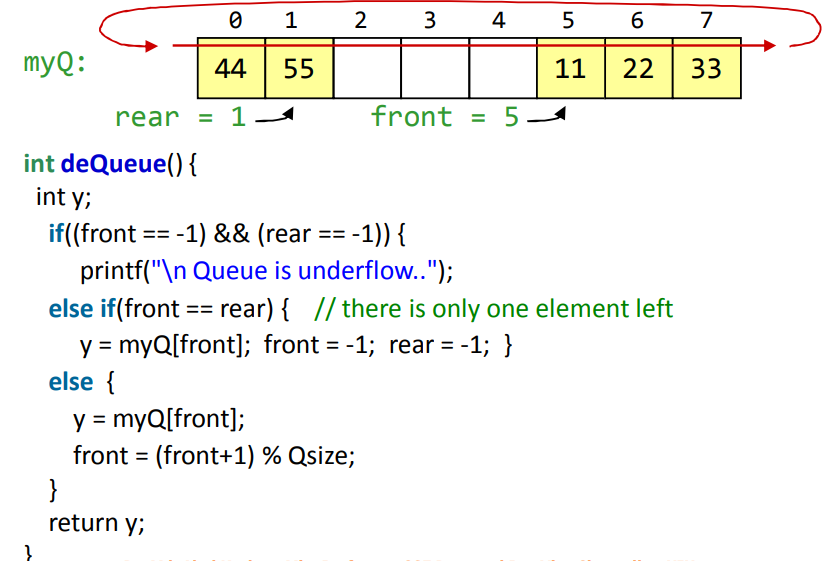 0 1 2 3 4 5 6 7
myQ: 44 55 11 22 33
rear = 1 front = 5
int deQueue() {
int y;
if((front == -1) && (rear == -1)) {
printf("\n Queue is underflow..");
else if(front == rear) { // there is only one element left
y = myQ[front]; front = -1; rear = -1; }
else {
y = myQ[front];
front = (front+1) % Qsize;
}
return y;
}